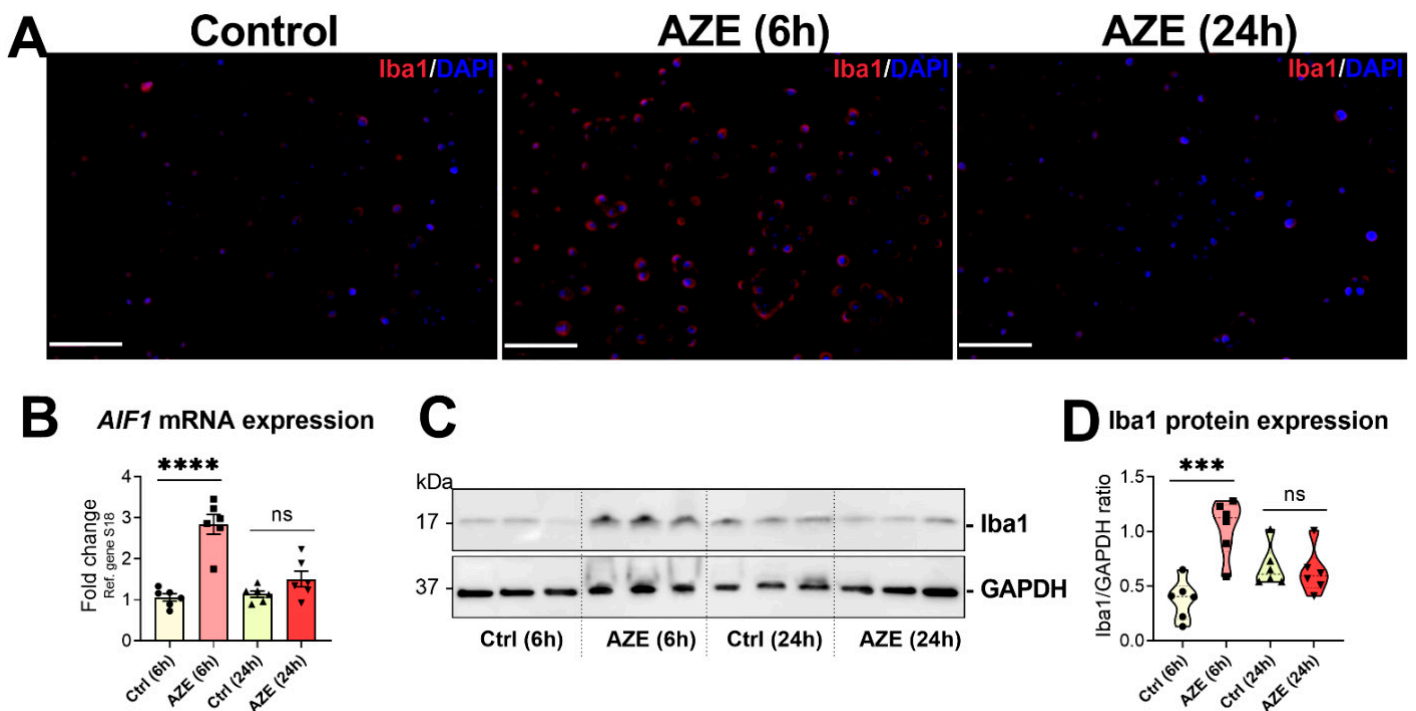 A
Control
AZE (6h)
AZE (24h)
Iba1/DAPI
Iba1/DAPI
Iba1/DAPI
B
AIF1 mRNA expression
Fold change
Ref. gene S18
4
3
2
1
0
****
ns
Ctrl (6h)
AZE (6h)
Ctrl (24h)
AZE (24h)
C
kDa
17
37
- Iba1
- GAPDH
Ctrl (6h)
AZE (6h)
Ctrl (24h)
AZE (24h)
D
Iba1 protein expression
Iba1/GAPDH ratio
1.5
1.0
0.5
0.0
***
ns
Ctrl (6h)
AZE (6h)
Ctrl (24h)
AZE (24h)